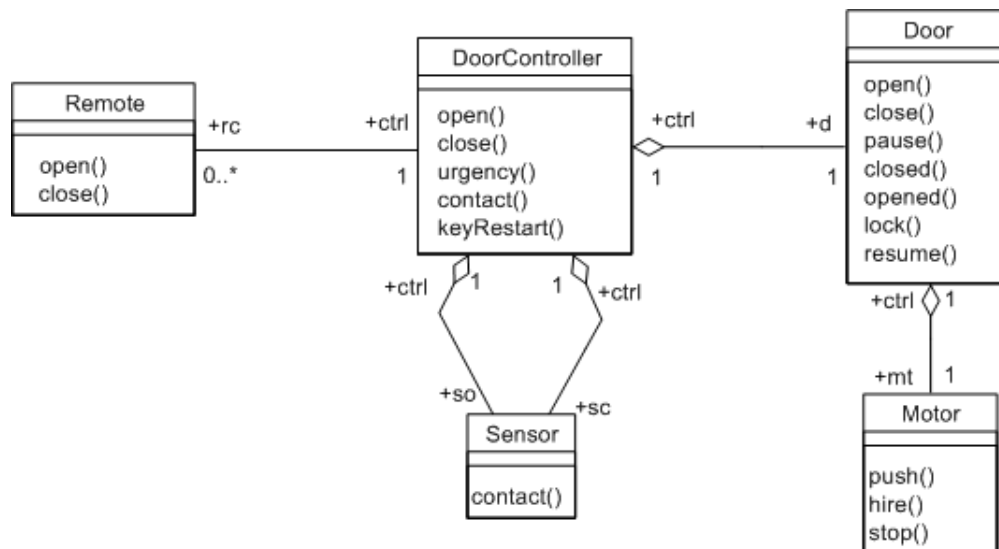 Remote
open()
close()
+rc
0..*
+ctrl
1
DoorController
open()
close()
urgency()
contact()
keyRestart()
+ctrl
1
+d
1
Door
open()
close()
pause()
closed()
opened()
lock()
resume()
+ctrl
1
1
+ctrl
+so
+sc
Sensor
contact()
+ctrl
1
+mt
1
Motor
push()
hire()
stop()